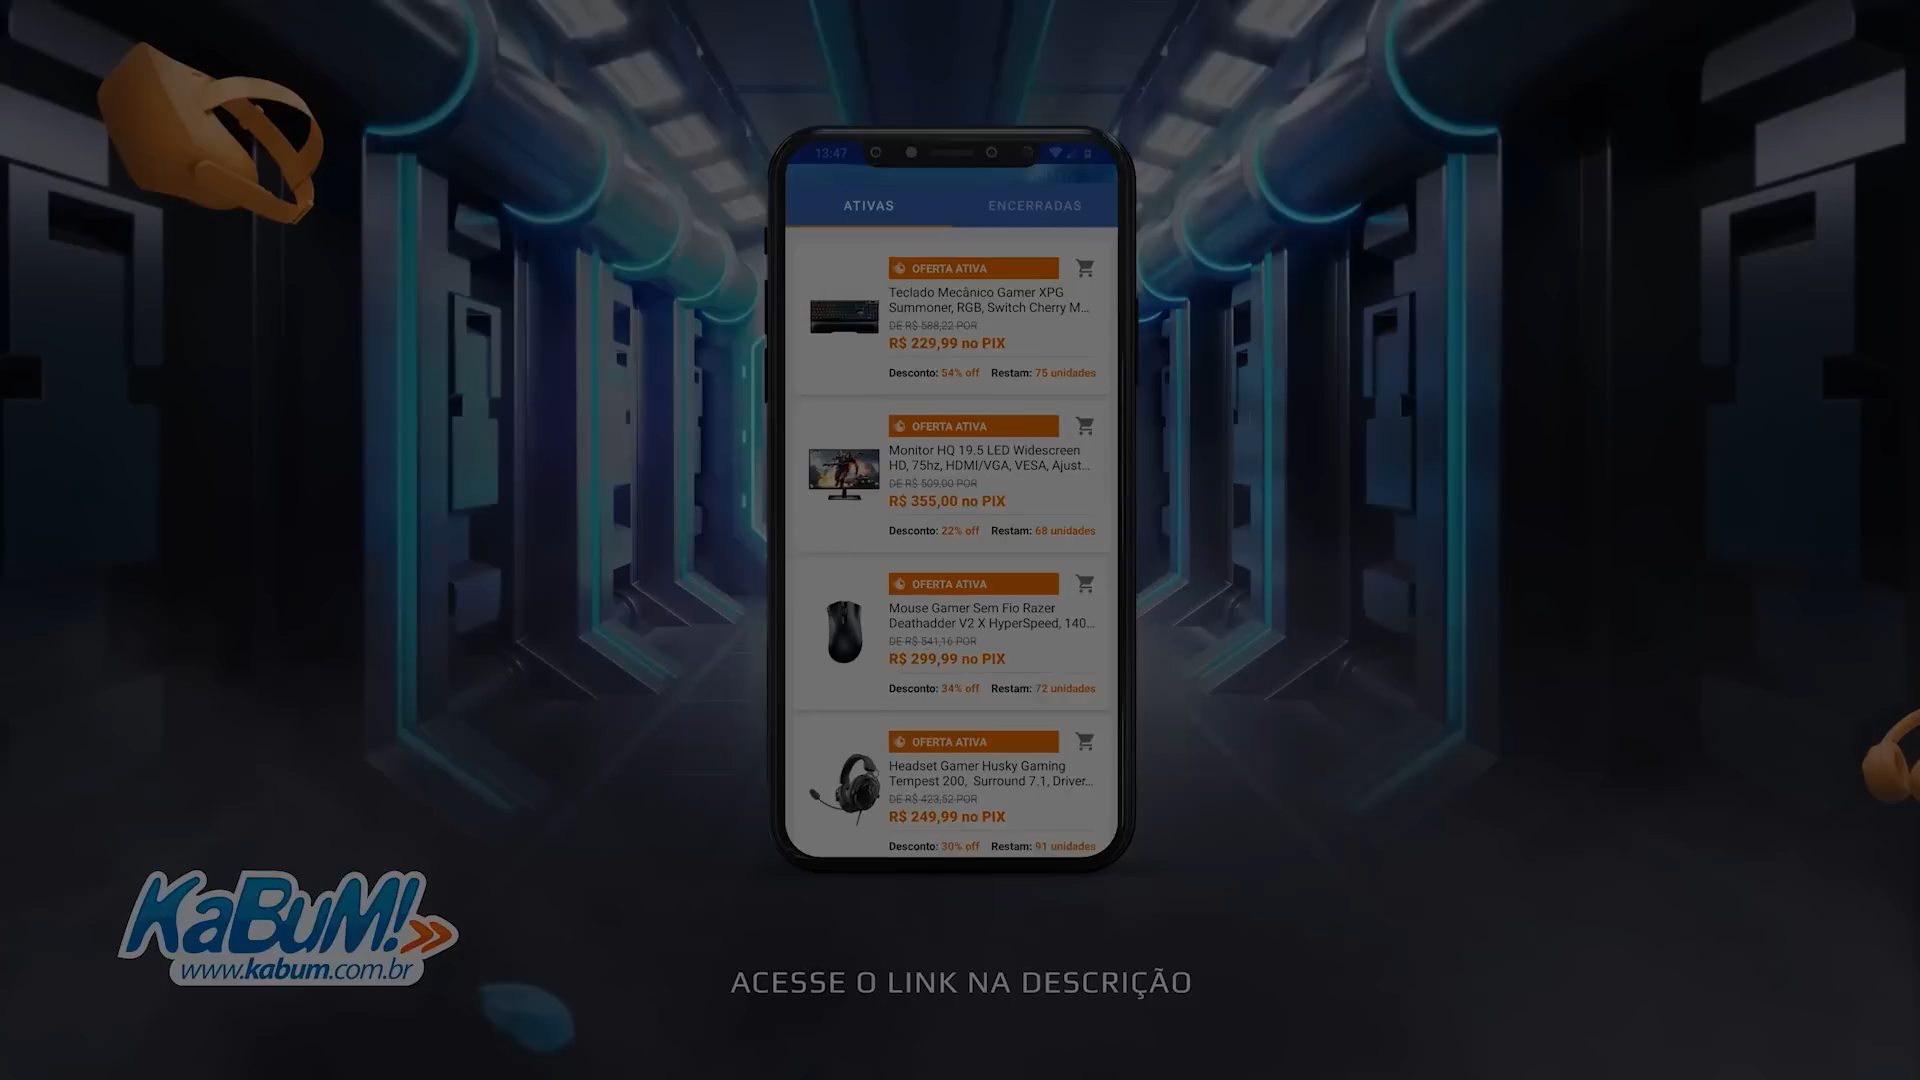 13:47
ATIVAS
ENCERRADAS
OFERTA ATIVA
Teclado Mecânico Gamer XPG
Summoner, RGB, Switch Cherry M...
DE R$ 588,22 POR
R$ 229,99 no PIX
Desconto: 54% off Restam: 75 unidades
OFERTA ATIVA
Monitor HQ 19.5 LED Widescreen
HD, 75hz, HDMI/VGA, VESA, Ajust...
DE R$ 509,00 POR
R$ 355,00 no PIX
Desconto: 22% off Restam: 68 unidades
OFERTA ATIVA
Mouse Gamer Sem Fio Razer
Deathadder V2 X HyperSpeed, 140...
DE R$ 541,16 POR
R$ 299,99 no PIX
Desconto: 34% off Restam: 72 unidades
OFERTA ATIVA
Headset Gamer Husky Gaming
Tempest 200, Surround 7.1, Driver...
DE R$ 423,52 POR
R$ 249,99 no PIX
Desconto: 30% off Restam: 91 unidades
KaBuM!
www.kabum.com.br
ACESSE O LINK NA DESCRIÇÃO